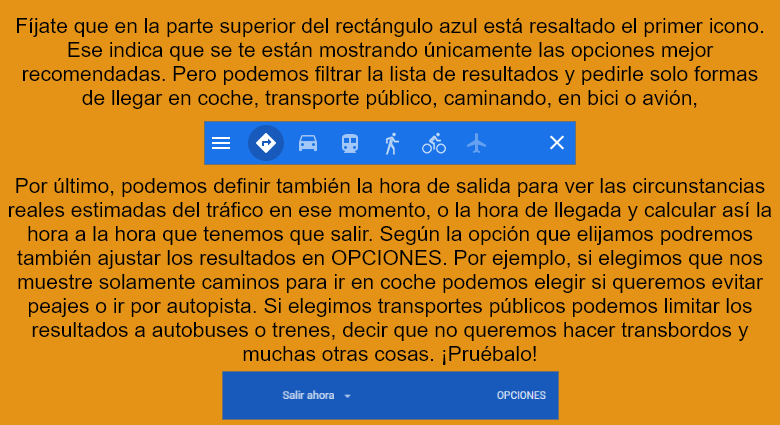 Fíjate que en la parte superior del rectángulo azul está resaltado el primer icono.
Ese indica que se te están mostrando únicamente las opciones mejor
recomendadas. Pero podemos filtrar la lista de resultados y pedirle solo formas
de llegar en coche, transporte público, caminando, en bici o avión,
Por último, podemos definir también la hora de salida para ver las circunstancias
reales estimadas del tráfico en ese momento, o la hora de llegada y calcular así la
hora a la hora que tenemos que salir. Según la opción que elijamos podremos
también ajustar los resultados en OPCIONES. Por ejemplo, si elegimos que nos
muestre solamente caminos para ir en coche podemos elegir si queremos evitar
peajes o ir por autopista. Si elegimos transportes públicos podemos limitar los
resultados a autobuses o trenes, decir que no queremos hacer transbordos y
muchas otras cosas. ¡Pruébalo!
Salir ahora OPCIONES